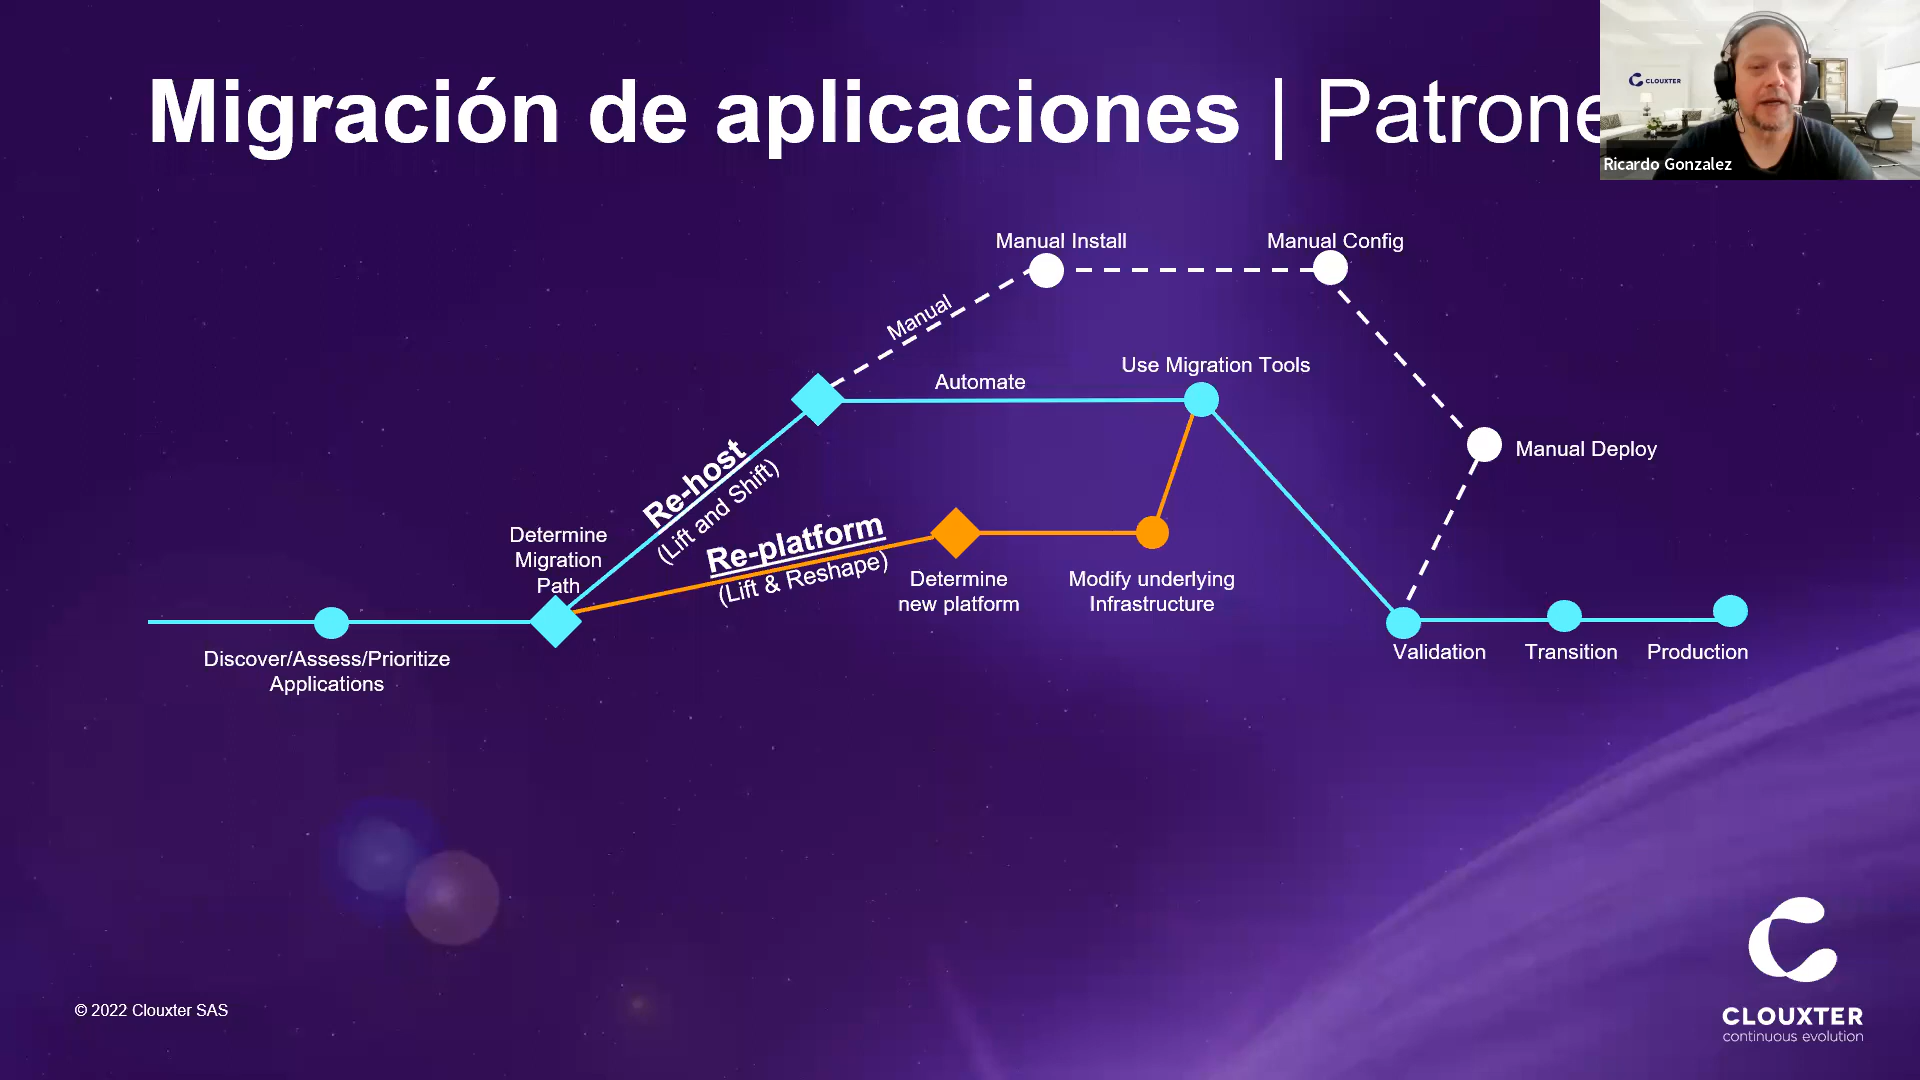 Migración de aplicaciones | Patrone
CLOUXTER
Ricardo Gonzalez
Manual Install
Manual Config
Manual
Use Migration Tools
Automate
Manual Deploy
Re-host
(Lift and Shift)
Determine
Migration
Path
Re-platform
(Lift & Reshape)
Determine
new platform
Modify underlying
Infrastructure
Discover/Assess/Prioritize
Applications
Validation
Transition
Production
© 2022 Clouxter SAS
CLOUXTER
continuous evolution